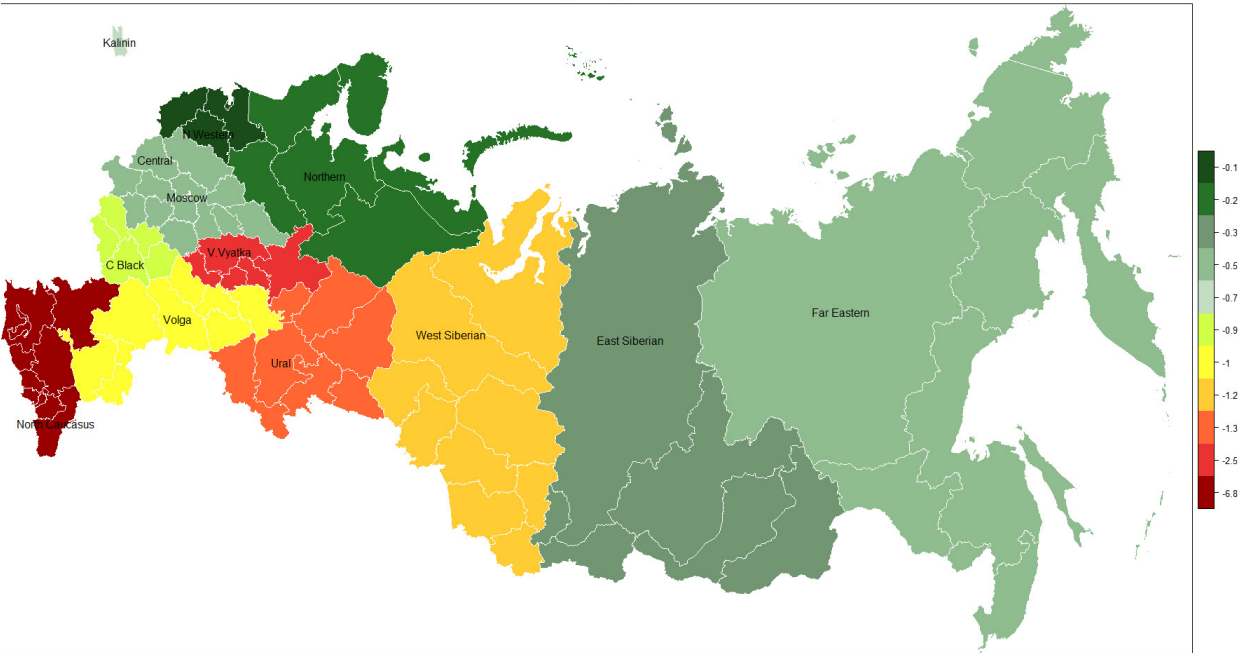 Kalinin
N.Western
Central
Northern
Moscow
V.Vyatka
C Black
Volga
West Siberian
East Siberian
Far Eastern
Ural
North Caucasus
-0.1
-0.2
-0.3
-0.5
-0.7
-0.9
-1
-1.2
-1.3
-2.5
-6.8